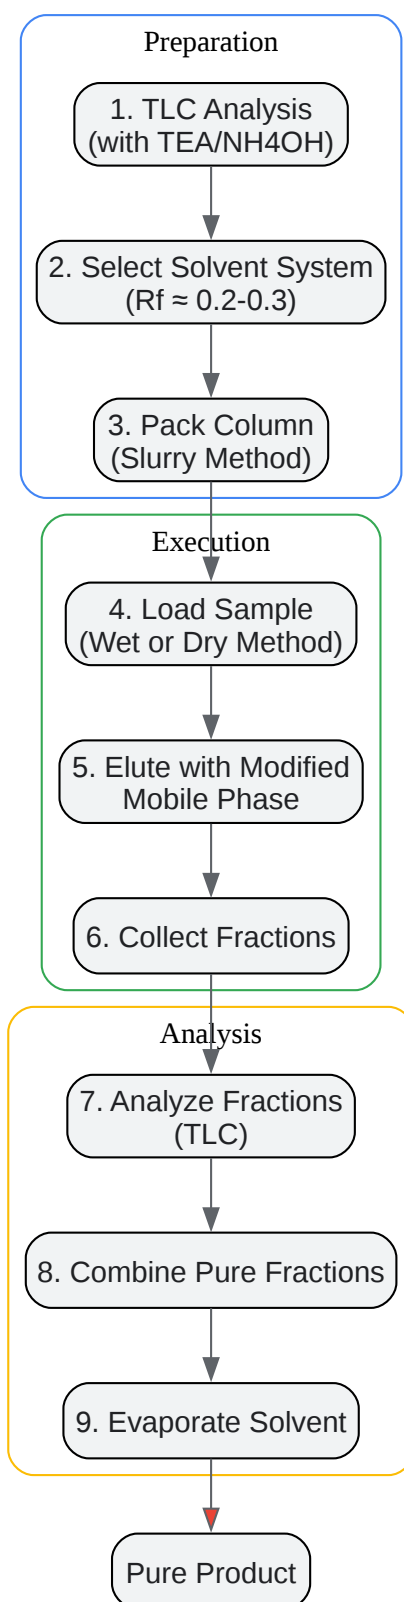 Preparation
1. TLC Analysis
(with TEA/NH4OH)
2. Select Solvent System
(Rf ≈ 0.2-0.3)
3. Pack Column
(Slurry Method)
Execution
4. Load Sample
(Wet or Dry Method)
5. Elute with Modified
Mobile Phase
6. Collect Fractions
Analysis
7. Analyze Fractions
(TLC)
8. Combine Pure Fractions
9. Evaporate Solvent
Pure Product